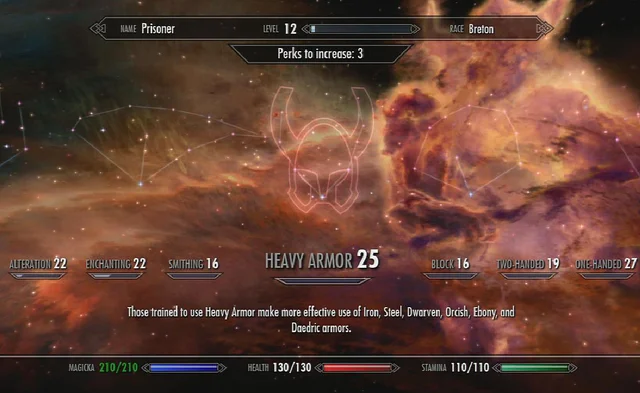 NAME Prisoner LEVEL 12 RACE Breton
Perks to increase: 3
ALTERATION 22 ENCHANTING 22 SMITHING 16 HEAVY ARMOR 25 BLOCK 16 TWO-HANDED 19 ONE-HANDED 27
Those trained to use Heavy Armor make more effective use of Iron, Steel, Dwarven, Orcish, Ebony, and
Daedric armors.
MAGICKA 210/210 HEALTH 130/130 STAMINA 110/110